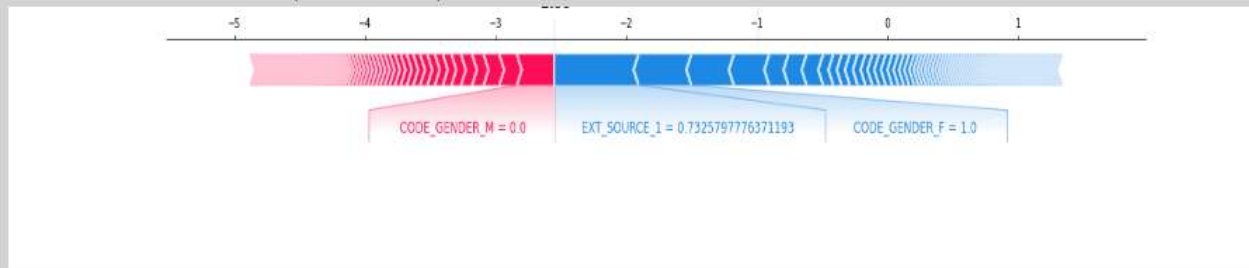 -5 -4 -3 -2 -1 0 1
CODE_GENDER_M = 0.0 EXT_SOURCE_1 = 0.7325797776371193 CODE_GENDER_F = 1.0